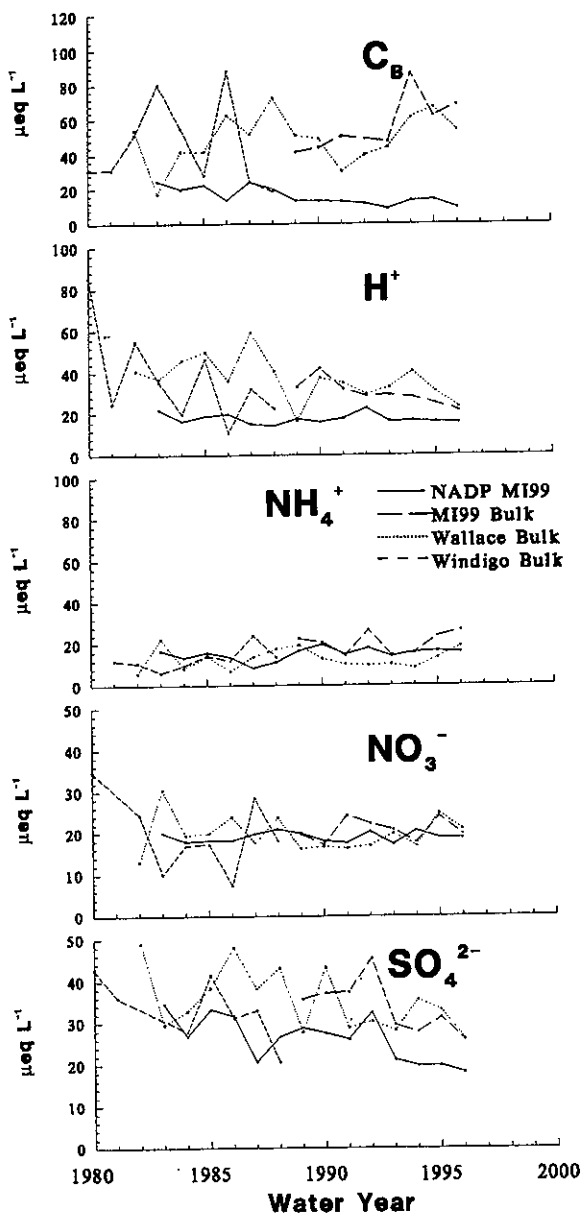 C_B
µeq L⁻¹
120
100
80
60
40
20
0
H⁺
µeq L⁻¹
100
80
60
40
20
0
NH₄⁺
NADP MI99
MI99 Bulk
Wallace Bulk
Windigo Bulk
µeq L⁻¹
100
80
60
40
20
0
NO₃⁻
µeq L⁻¹
50
40
30
20
10
0
SO₄²⁻
µeq L⁻¹
50
40
30
20
10
0
1980 1985 1990 1995 2000
Water Year